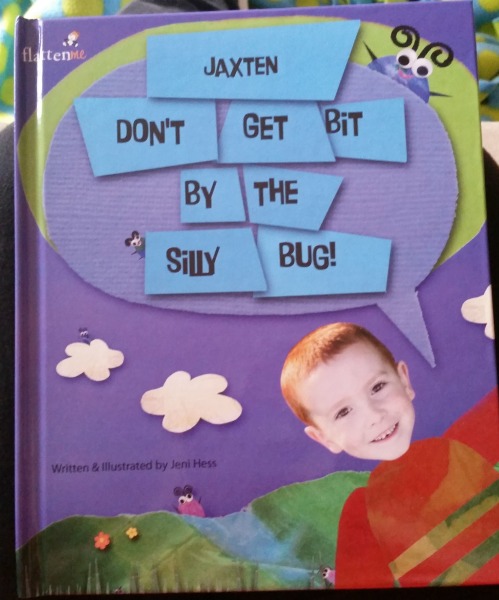 flattenme
JAXTEN
DON'T GET BiT
BY THE
SiLLY BUG!
Written & Illustrated by Jeni Hess